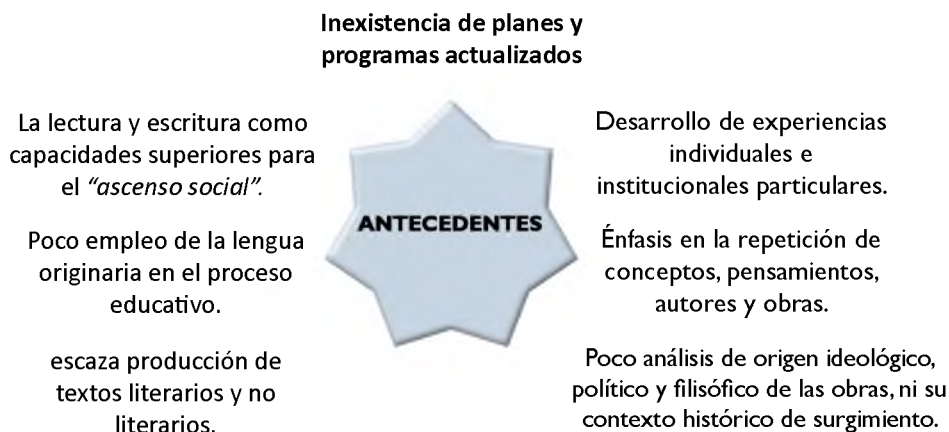 Inexistencia de planes y
programas actualizados
La lectura y escritura como
capacidades superiores para
el “ascenso social”.
Poco empleo de la lengua
originaria en el proceso
educativo.
escaza producción de
textos literarios y no
literarios.
ANTECEDENTES
Desarrollo de experiencias
individuales e
institucionales particulares.
Énfasis en la repetición de
conceptos, pensamientos,
autores y obras.
Poco análisis de origen ideológico,
político y filisófico de las obras, ni su
contexto histórico de surgimiento.